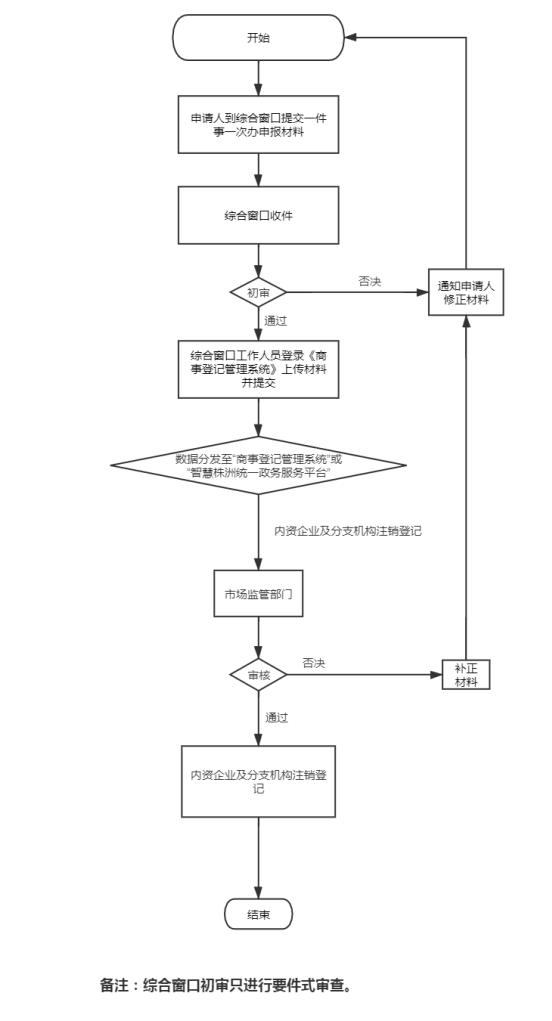 开始
申请人到综合窗口提交一件
事一次办申报材料
综合窗口收件
初审
否决
通知申请人
修正材料
通过
综合窗口工作人员登录《商
事登记管理系统》上传材料
并提交
数据分发至“商事登记管理系统”或
“智慧株洲统一政务服务平台”
内资企业及分支机构注销登记
市场监管部门
审核
否决
补正
材料
通过
内资企业及分支机构注销登
记
结束
备注：综合窗口初审只进行要件式审查。